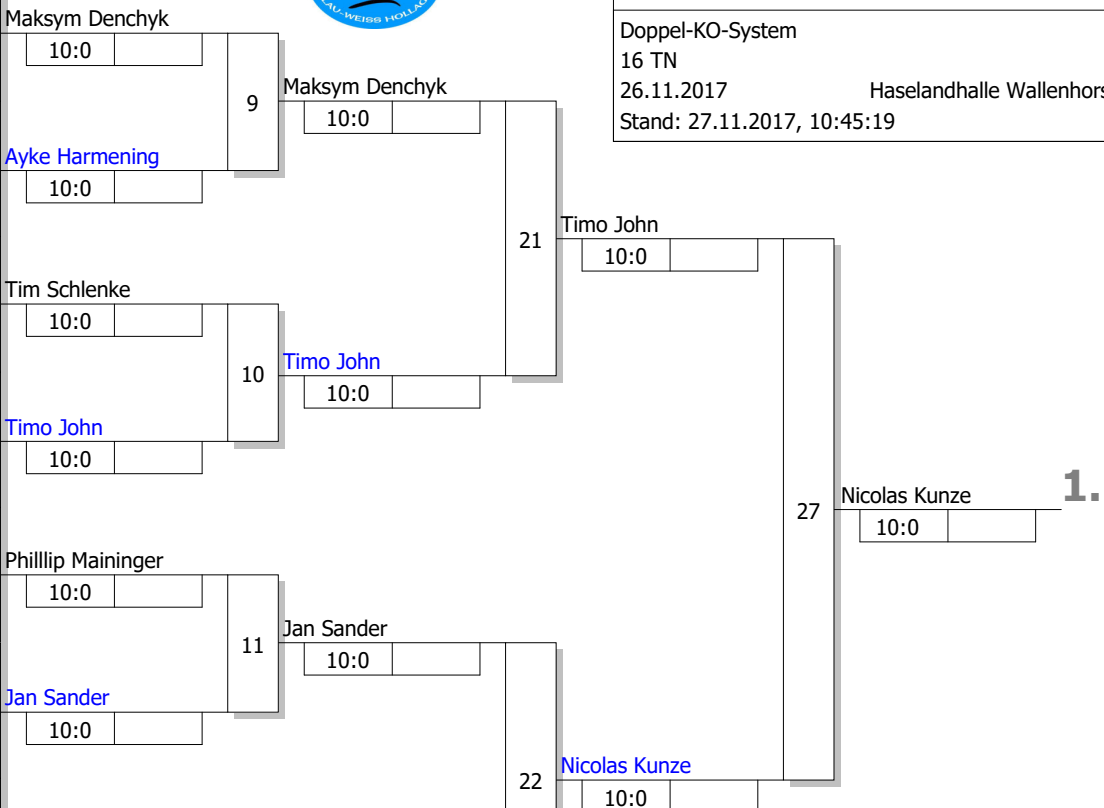 Maksym Denchyk
10:0
AU-WEISS HOLLAG
Doppel-KO-System
16 TN
26.11.2017 Haselandhalle Wallenhors
Stand: 27.11.2017, 10:45:19
9
Maksym Denchyk
10:0
Ayke Harmening
10:0
21
Timo John
10:0
Tim Schlenke
10:0
10
Timo John
10:0
Timo John
10:0
27
Nicolas Kunze
1.
10:0
Philllip Maininger
10:0
11
Jan Sander
10:0
Jan Sander
10:0
22
Nicolas Kunze
10:0